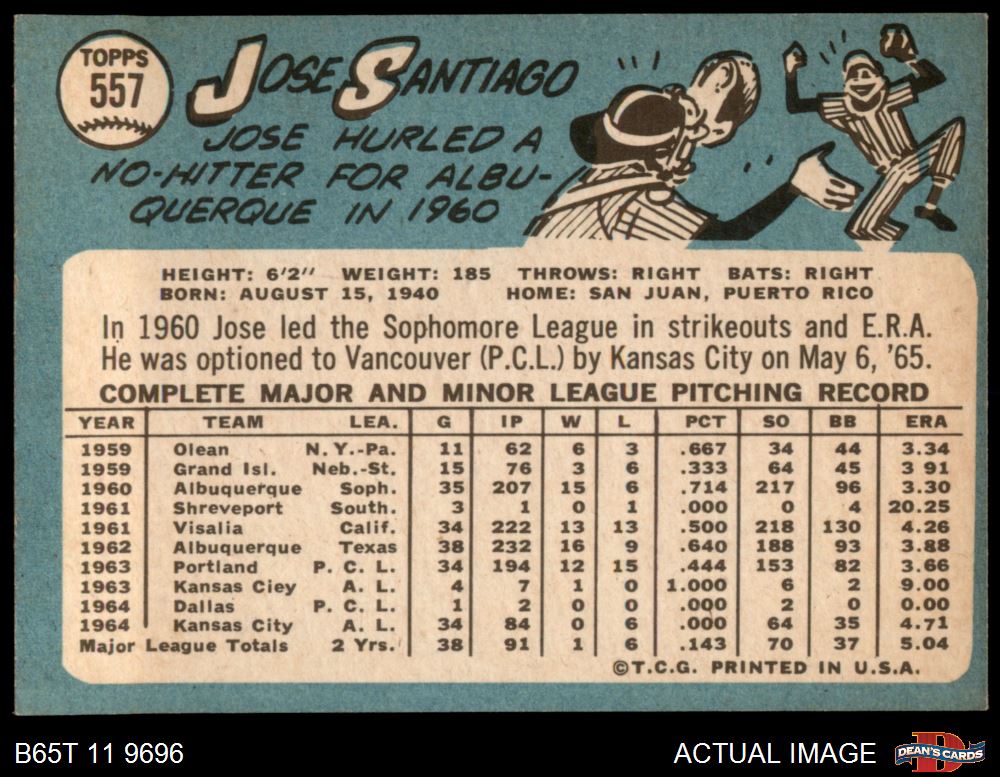 TOPPS
557
JOSE SANTIAGO
JOSE HURLED A
NO-HITTER FOR ALBU-
QUERQUE IN 1960
HEIGHT: 6'2" WEIGHT: 185 THROWS: RIGHT BATS: RIGHT
BORN: AUGUST 15, 1940 HOME: SAN JUAN, PUERTO RICO
In 1960 Jose led the Sophomore League in strikeouts and E.R.A.
He was optioned to Vancouver (P.C.L.) by Kansas City on May 6, '65.
COMPLETE MAJOR AND MINOR LEAGUE PITCHING RECORD
YEAR TEAM LEA. G IP W L PCT SO BB ERA
1959 Olean N.Y.-Pa. 11 62 6 3 .667 34 44 3.34
1959 Grand Isl. Neb.-St. 15 76 3 6 .333 64 45 3 91
1960 Albuquerque Soph. 35 207 15 6 .714 217 96 3.30
1961 Shreveport South. 3 1 0 1 .000 0 4 20.25
1961 Visalia Calif. 34 222 13 13 .500 218 130 4.26
1962 Albuquerque Texas 38 232 16 9 .640 188 93 3.88
1963 Portland P. C. L. 34 194 12 15 .444 153 82 3.66
1963 Kansas Ciey A. L. 4 7 1 0 1.000 6 2 9.00
1964 Dallas P. C. L. 1 2 0 0 .000 2 0 0.00
1964 Kansas City A. L. 34 84 0 6 .000 64 35 4.71
Major League Totals 2 Yrs. 38 91 1 6 .143 70 37 5.04
©T.C.G. PRINTED IN U.S.A.
B65T 11 9696 ACTUAL IMAGE D DEAN'S CARDS